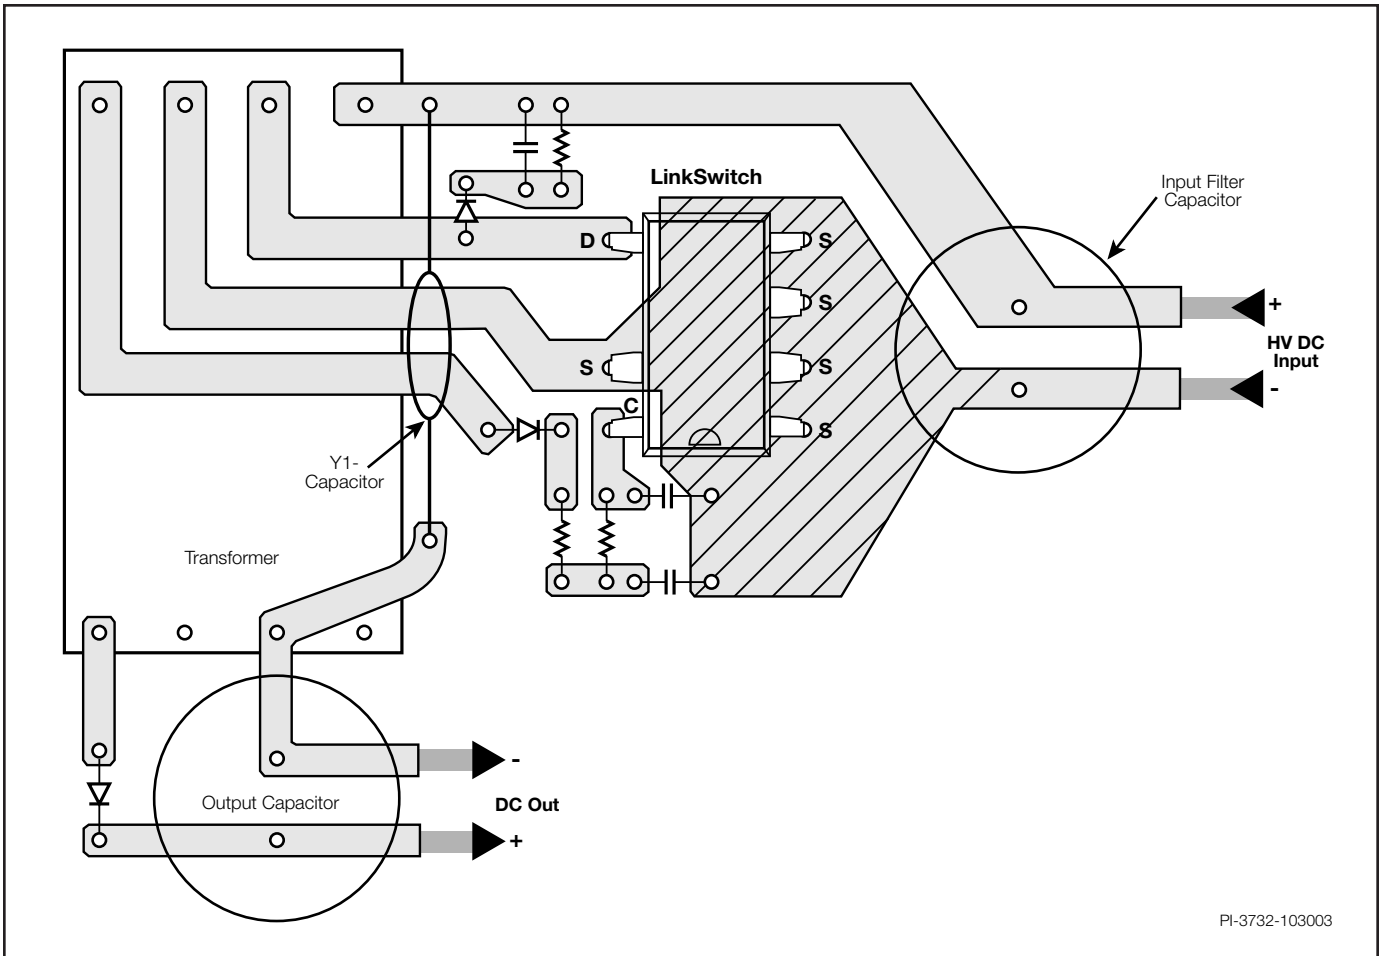 LinkSwitch
Input Filter
Capacitor
D
S
S
+
HV DC
Input
S
S
-
C
S
Y1-
Capacitor
Transformer
-
Output Capacitor
DC Out
+
PI-3732-103003